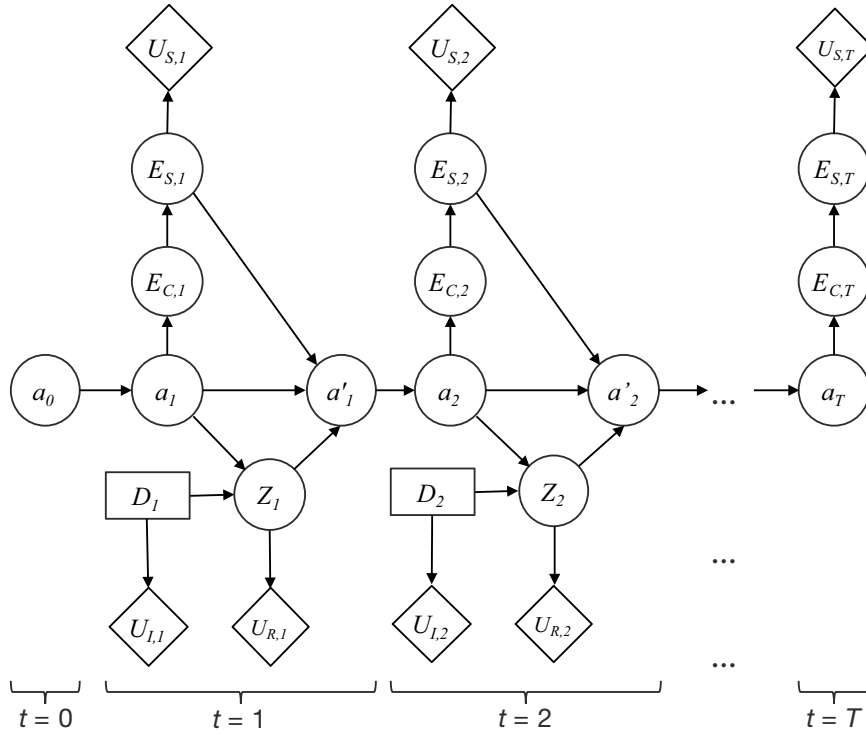 U_{S,1} U_{S,2} U_{S,T}
E_{S,1} E_{S,2} E_{S,T}
E_{C,1} E_{C,2} E_{C,T}
a_0 a_1 a'_1 a_2 a’_2 ... a_T
D_1 Z_1 D_2 Z_2
...
U_{I,1} U_{R,1} U_{I,2} U_{R,2}
...
t = 0 t = 1 t = 2 t = T